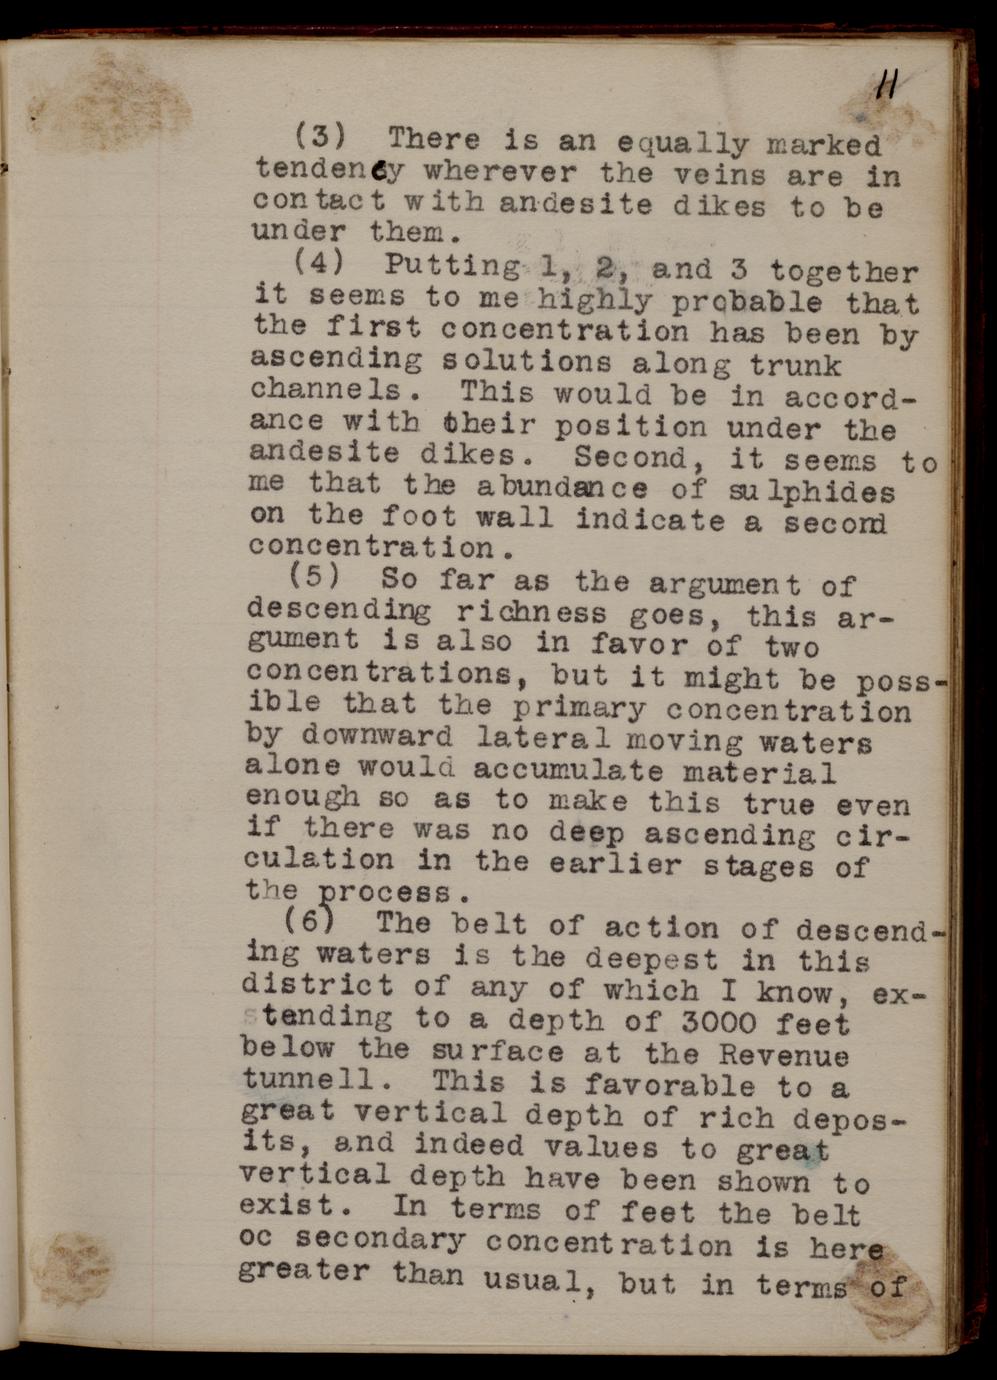 11
(3) There is an equally marked
tendency wherever the veins are in
contact with andesite dikes to be
under them.
(4) Putting 1, 2, and 3 together
it seems to me highly probable that
the first concentration has been by
ascending solutions along trunk
channels. This would be in accord-
ance with their position under the
andesite dikes. Second, it seems to
me that the abundance of sulphides
on the foot wall indicate a second
concentration.
(5) So far as the argument of
descending richness goes, this ar-
gument is also in favor of two
concentrations, but it might be poss-
ible that the primary concentration
by downward lateral moving waters
alone would accumulate material
enough so as to make this true even
if there was no deep ascending cir-
culation in the earlier stages of
the process.
(6) The belt of action of descend-
ing waters is the deepest in this
district of any of which I know, ex-
stending to a depth of 3000 feet
below the surface at the Revenue
tunnell. This is favorable to a
great vertical depth of rich depos-
its, and indeed values to great
vertical depth have been shown to
exist. In terms of feet the belt
oc secondary concentration is here
greater than usual, but in terms of